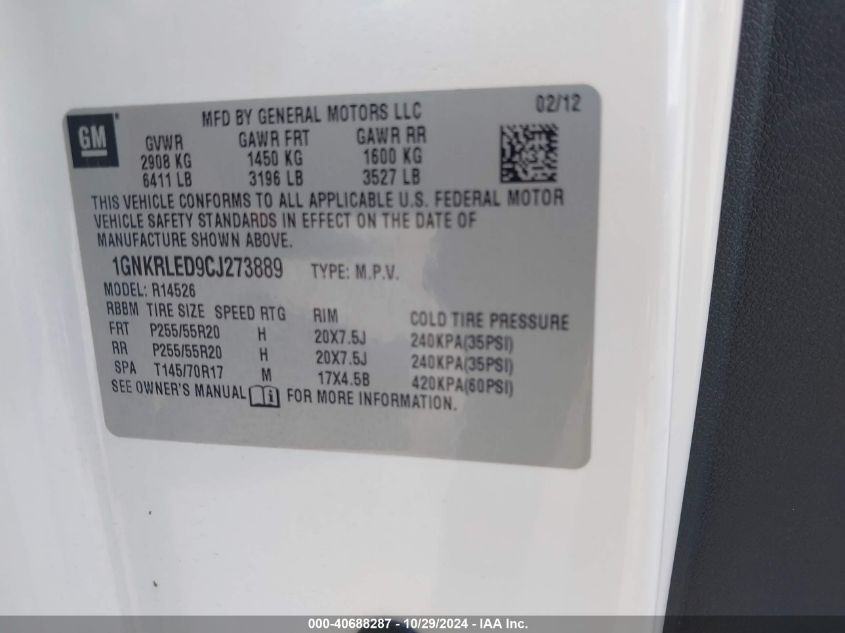 GM
MFD BY GENERAL MOTORS LLC
02/12
GVWR GAWR FRT GAWR RR
2908 KG 1450 KG 1600 KG
6411 LB 3196 LB 3527 LB
THIS VEHICLE CONFORMS TO ALL APPLICABLE U.S. FEDERAL MOTOR
VEHICLE SAFETY STANDARDS IN EFFECT ON THE DATE OF
MANUFACTURE SHOWN ABOVE.
1GNKRLED9CJ273889 TYPE: M.P.V.
MODEL: R14526
RBBM TIRE SIZE SPEED RTG RIM COLD TIRE PRESSURE
FRT P255/55R20 H 20X7.5J 240KPA(35PSI)
RR P255/55R20 H 20X7.5J 240KPA(35PSI)
SPA T145/70R17 M 17X4.5B 420KPA(60PSI)
SEE OWNER'S MANUAL FOR MORE INFORMATION.
000-40688287 - 10/29/2024 - IAA Inc.